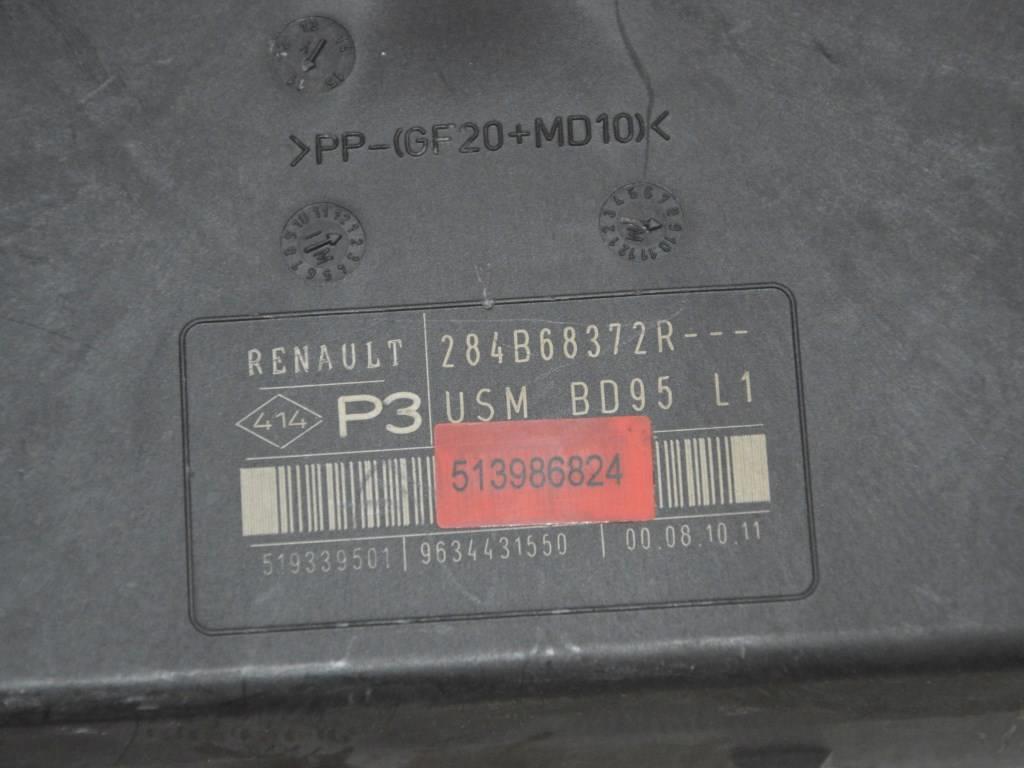 >PP-(GF20+MD10)<
RENAULT
284B68372R---
414
P3
USM BD95 L1
513986824
519339501 | 9634431550 | 00.08.10.11